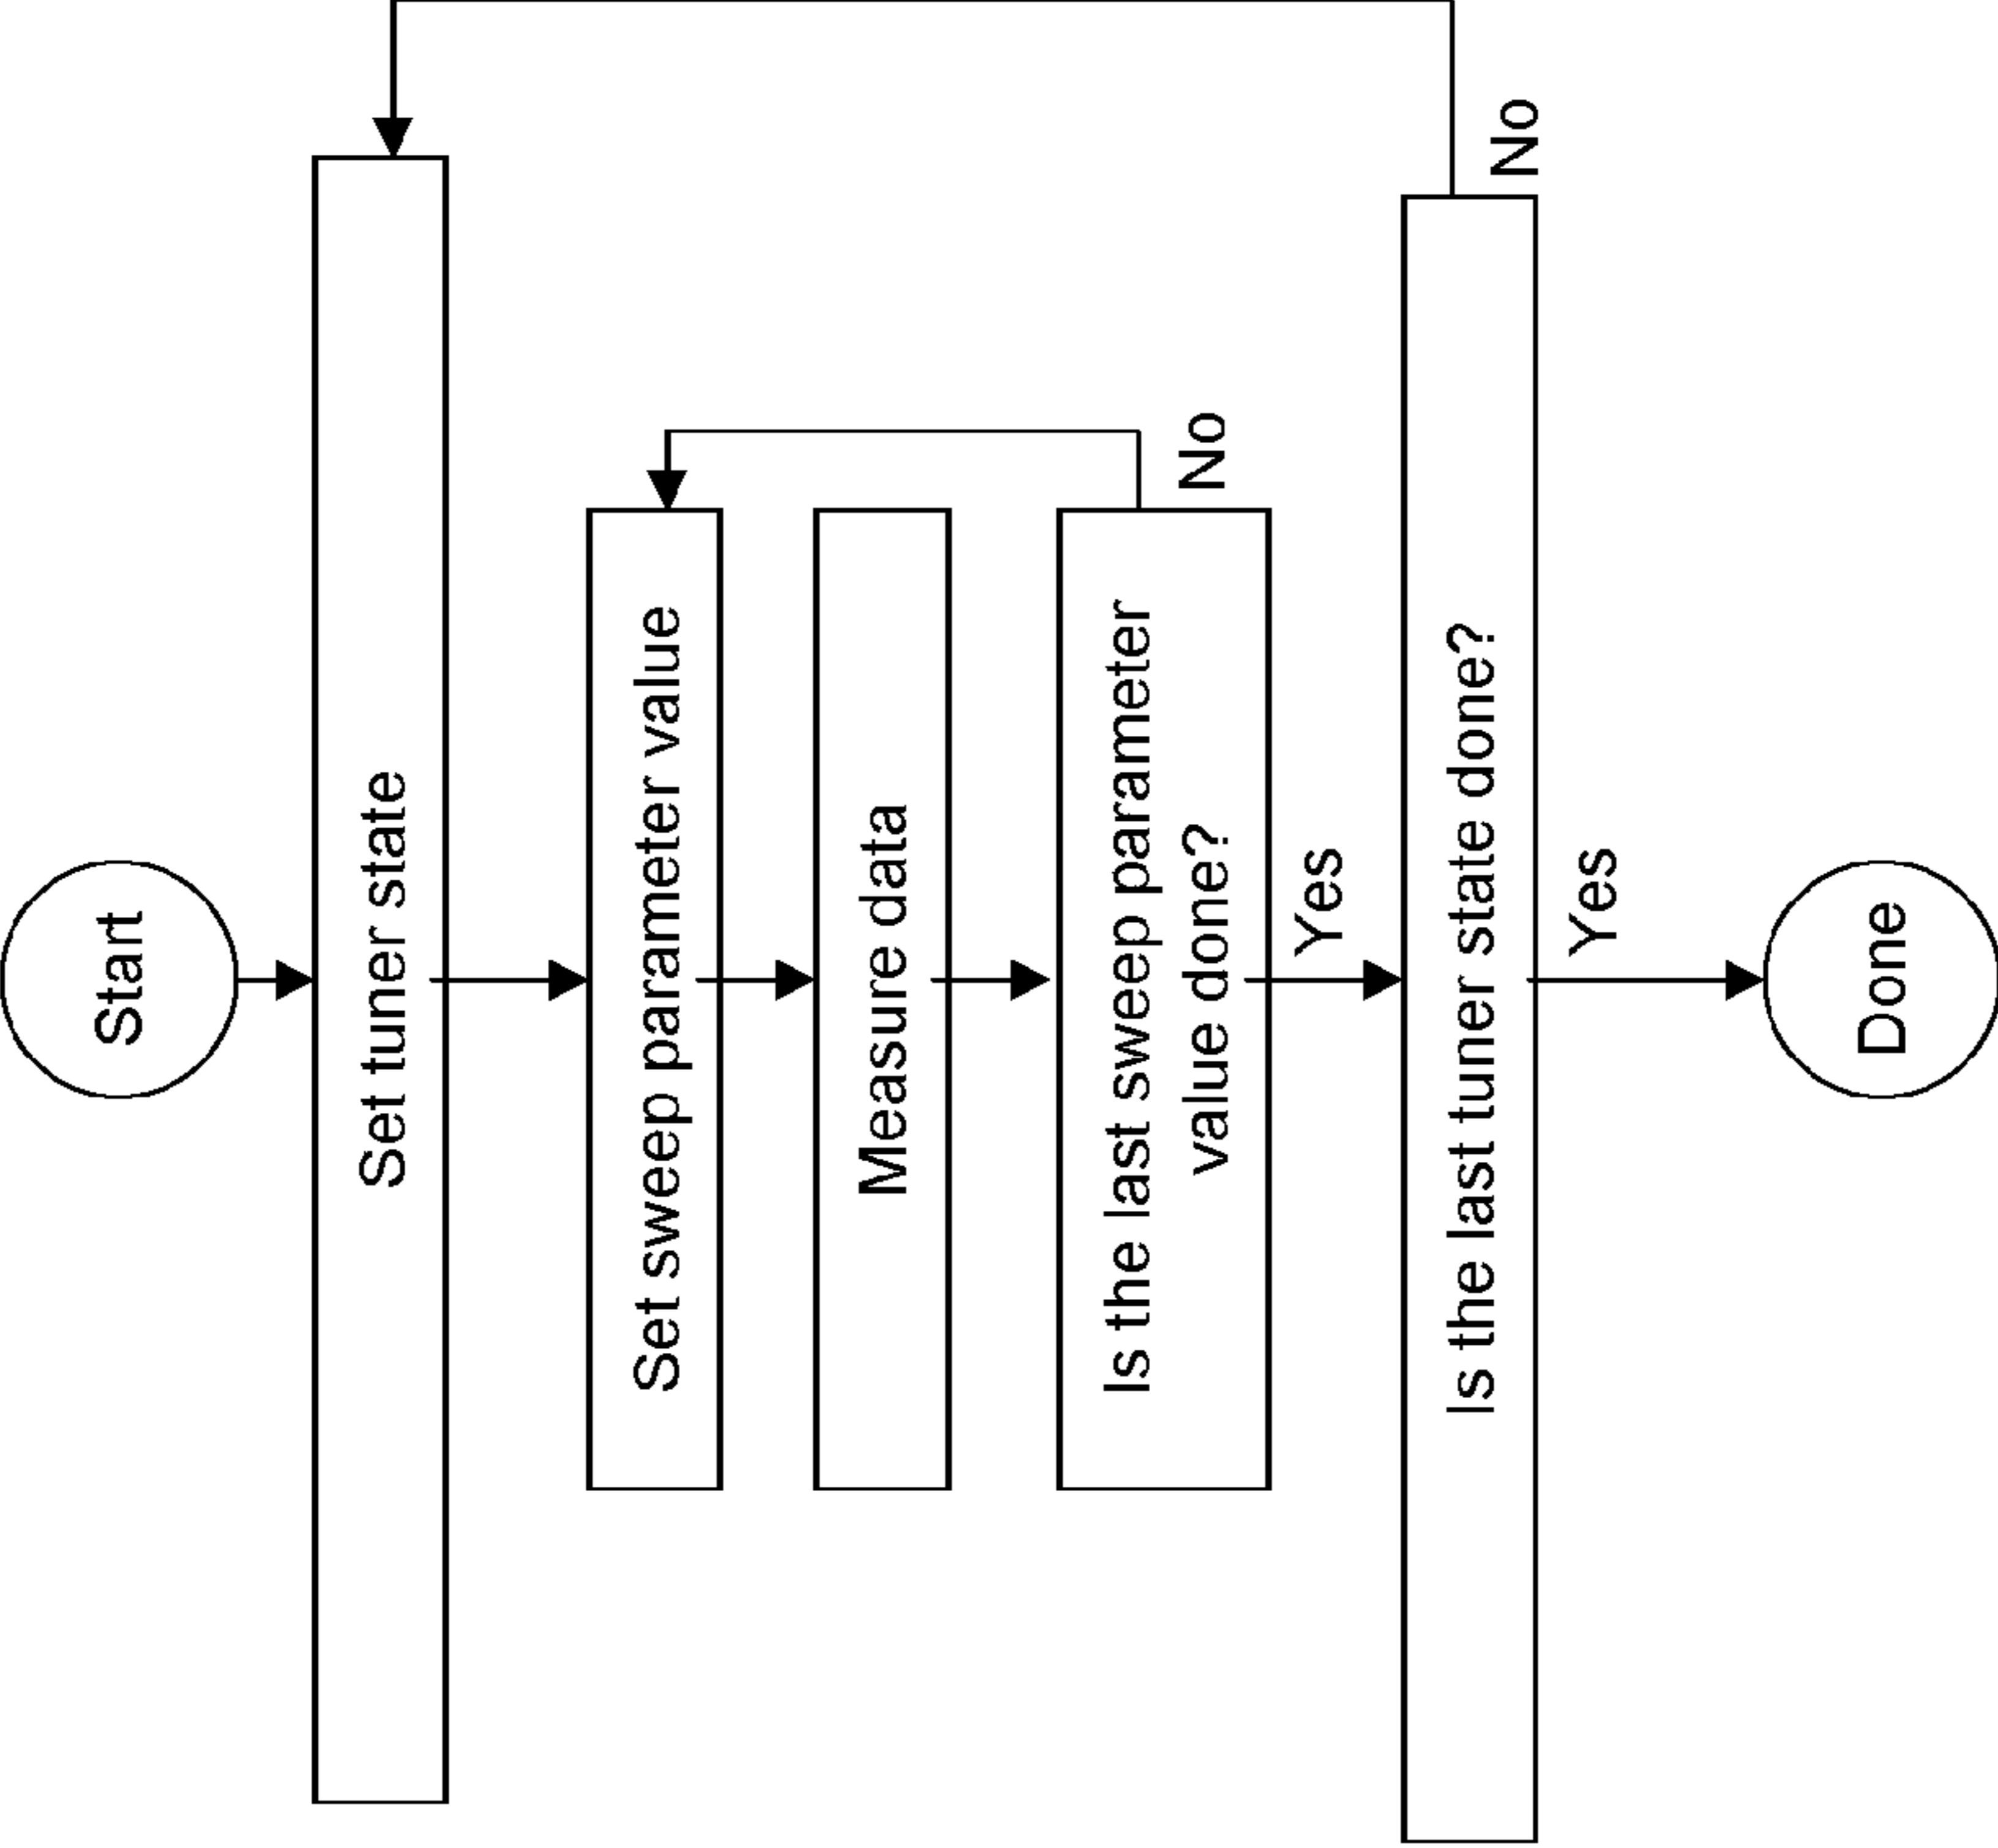 Start
Set tuner state
Set sweep parameter value
Measure data
Is the last sweep parameter
value done?
No
Yes
Is the last tuner state done?
No
Yes
Done